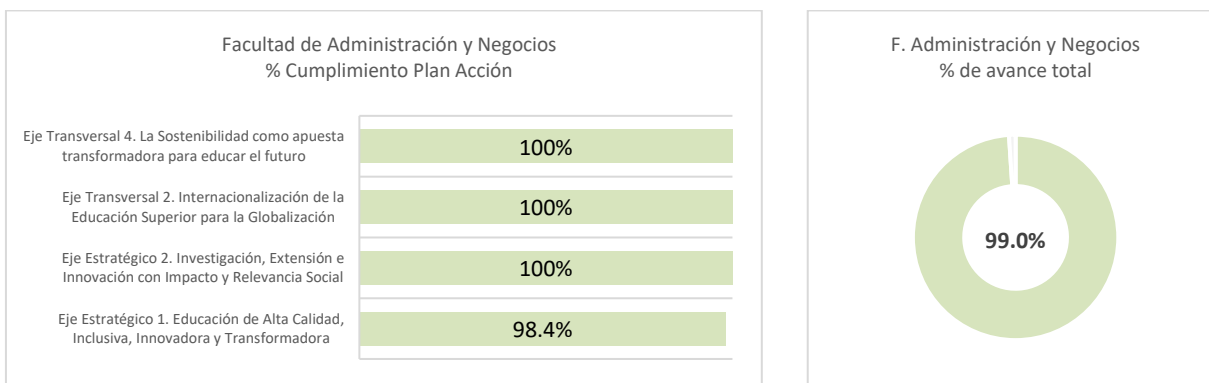 Facultad de Administración y Negocios
% Cumplimiento Plan Acción
Eje Transversal 4. La Sostenibilidad como apuesta
transformadora para educar el futuro
100%
Eje Transversal 2. Internacionalización de la
Educación Superior para la Globalización
100%
Eje Estratégico 2. Investigación, Extensión e
Innovación con Impacto y Relevancia Social
100%
Eje Estratégico 1. Educación de Alta Calidad,
Inclusiva, Innovadora y Transformadora
98.4%
F. Administración y Negocios
% de avance total
99.0%